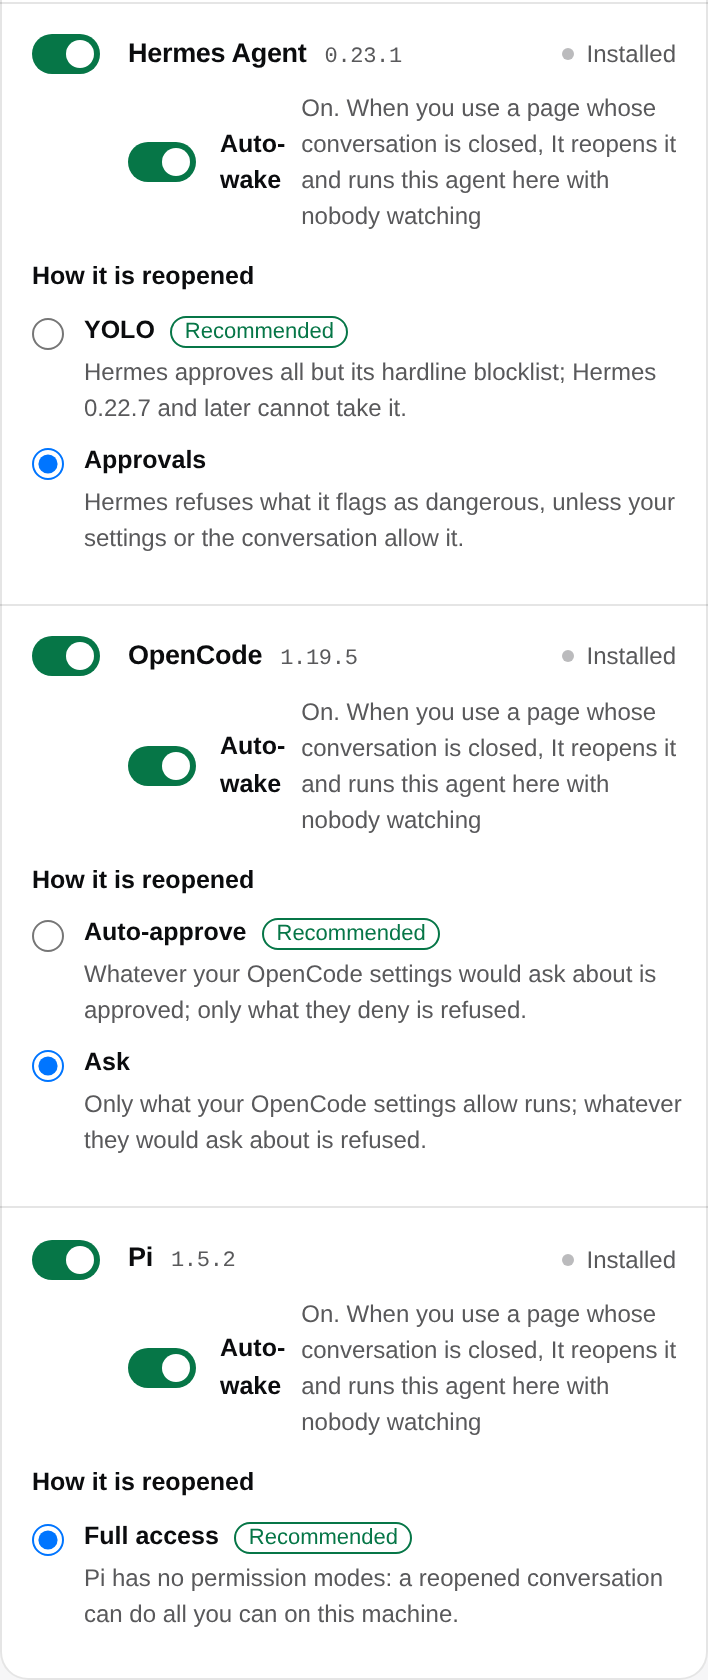 Hermes Agent 0.23.1 Installed
Auto-wake
On. When you use a page whose
conversation is closed, It reopens it
and runs this agent here with
nobody watching
How it is reopened
YOLO Recommended
Hermes approves all but its hardline blocklist; Hermes
0.22.7 and later cannot take it.
Approvals
Hermes refuses what it flags as dangerous, unless your
settings or the conversation allow it.
OpenCode 1.19.5 Installed
Auto-wake
On. When you use a page whose
conversation is closed, It reopens it
and runs this agent here with
nobody watching
How it is reopened
Auto-approve Recommended
Whatever your OpenCode settings would ask about is
approved; only what they deny is refused.
Ask
Only what your OpenCode settings allow runs; whatever
they would ask about is refused.
Pi 1.5.2 Installed
Auto-wake
On. When you use a page whose
conversation is closed, It reopens it
and runs this agent here with
nobody watching
How it is reopened
Full access Recommended
Pi has no permission modes: a reopened conversation
can do all you can on this machine.